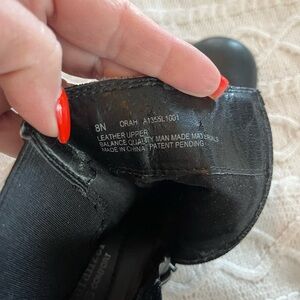 8N ORAH A1355L1001
LEATHER UPPER
BALANCE QUALITY MAN MADE MATERIALS
MADE IN CHINA PATENT PENDING